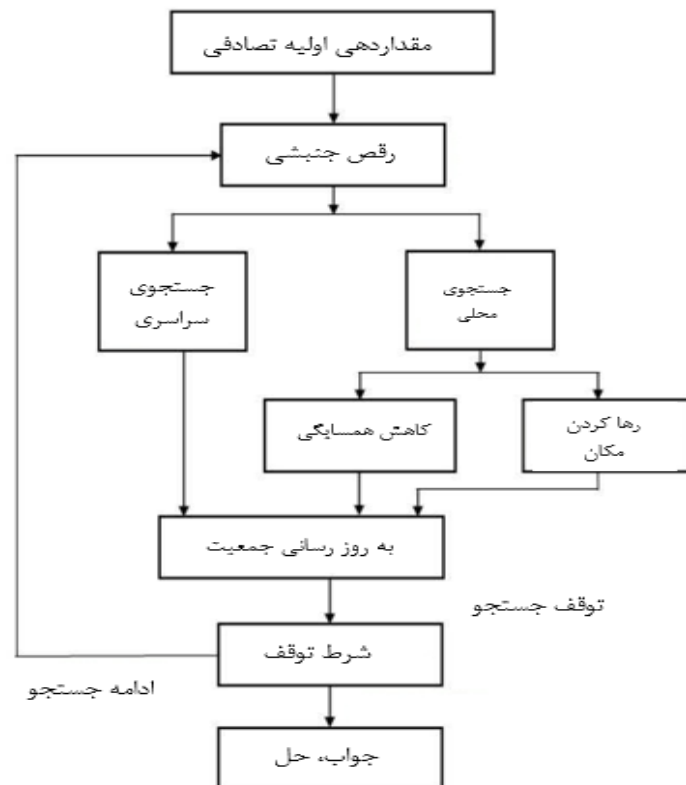 مقداردهی اولیه تصادفی
رقص جنبشی
جستجوی
سراسری
جستجوی
محلی
کاهش همسایگی
رها کردن
مکان
به روز رسانی جمعیت
توقف جستجو
شرط توقف
ادامه جستجو
جواب، حل